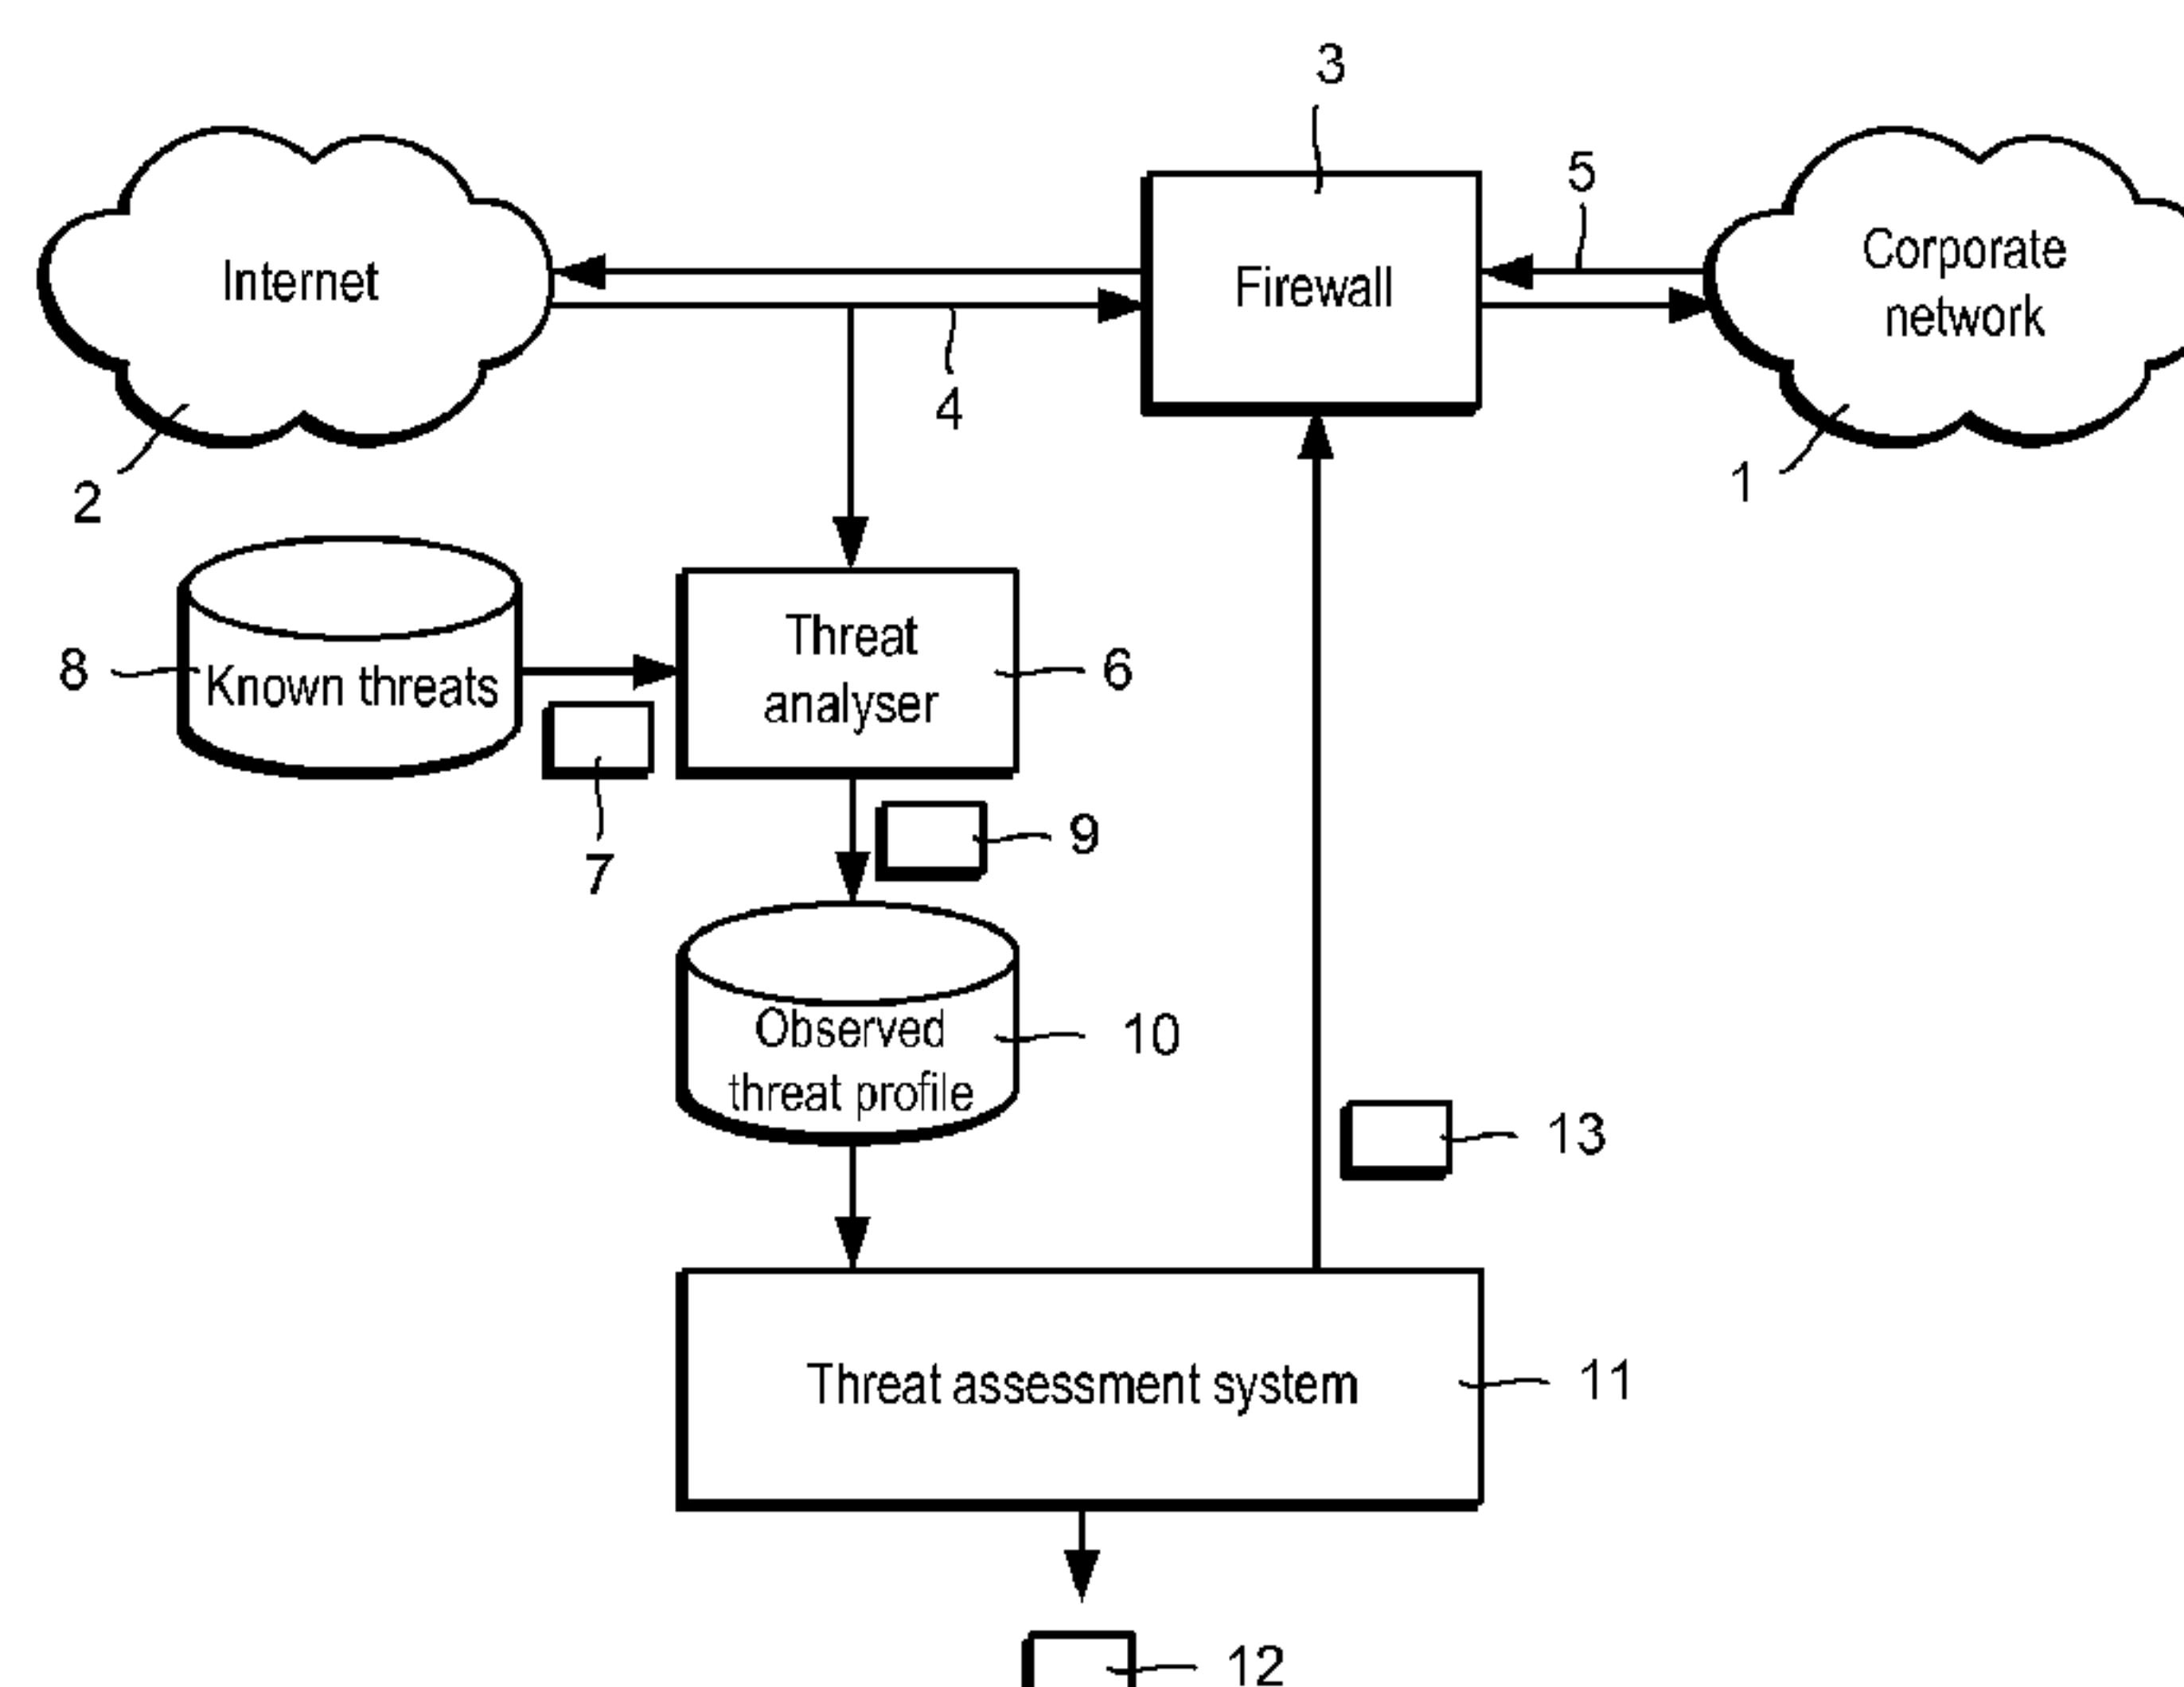 3
5
Internet
Firewall
Corporate
network
4
2
1
8
Known threats
Threat
analyser
6
7
9
Observed
threat profile
10
13
Threat assessment system
11
12